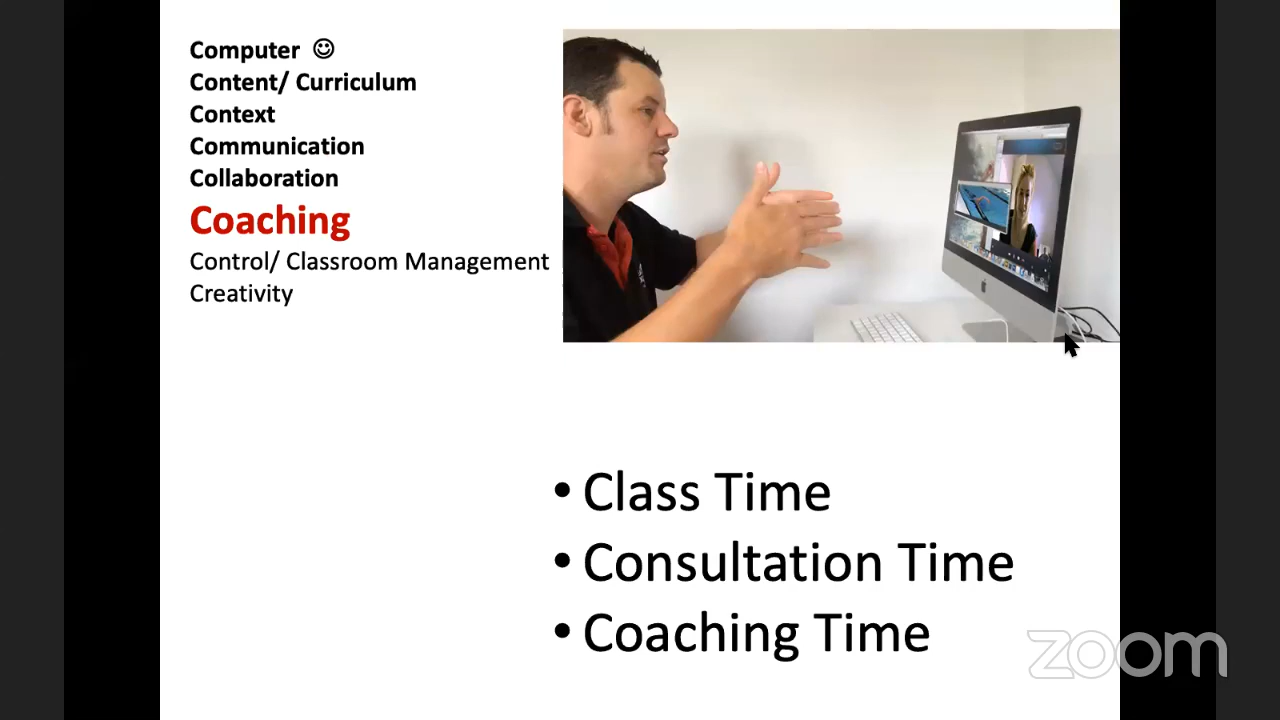 Computer ☺
Content/ Curriculum
Context
Communication
Collaboration
Coaching
Control/ Classroom Management
Creativity
• Class Time
• Consultation Time
• Coaching Time
zoom